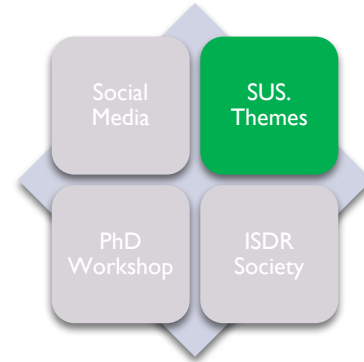 Social
Media
SUS.
Themes
PhD
Workshop
ISDR
Society